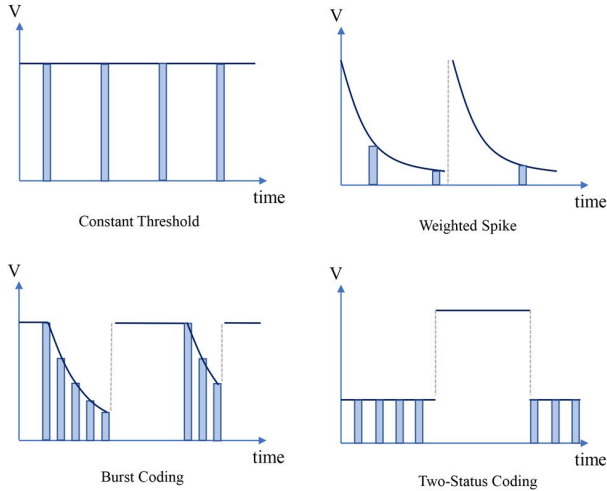 V
time
Constant Threshold
V
time
Weighted Spike
V
time
Burst Coding
V
time
Two-Status Coding